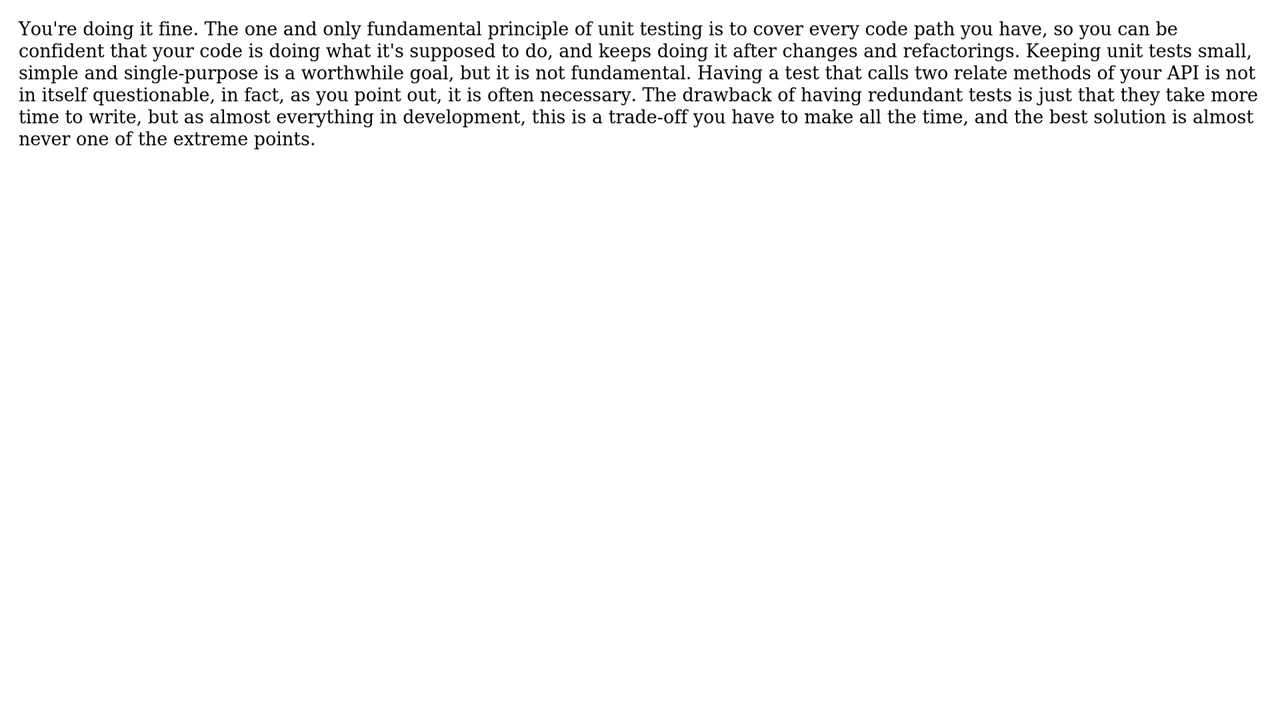 You're doing it fine. The one and only fundamental principle of unit testing is to cover every code path you have, so you can be
confident that your code is doing what it's supposed to do, and keeps doing it after changes and refactorings. Keeping unit tests small,
simple and single-purpose is a worthwhile goal, but it is not fundamental. Having a test that calls two relate methods of your API is not
in itself questionable, in fact, as you point out, it is often necessary. The drawback of having redundant tests is just that they take more
time to write, but as almost everything in development, this is a trade-off you have to make all the time, and the best solution is almost
never one of the extreme points.